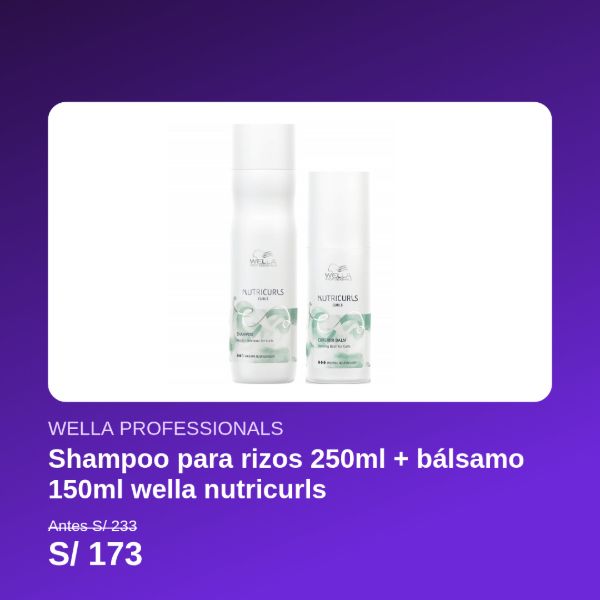 WELLA
NUTRICURLS
CURLS
SHAMPOO
WELLA
NUTRICURLS
CURLS
WELLA PROFESSIONALS
Shampoo para rizos 250ml + bálsamo
150ml wella nutricurls
Antes S/ 233
S/ 173